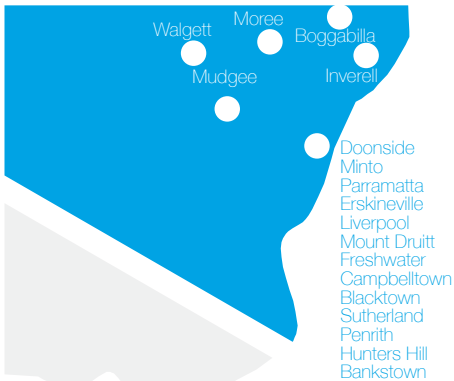 Moree
Walgett
Boggabilla
Mudgee
Inverell
Doonside
Minto
Parramatta
Erskineville
Liverpool
Mount Druitt
Freshwater
Campbelltown
Blacktown
Sutherland
Penrith
Hunters Hill
Bankstown